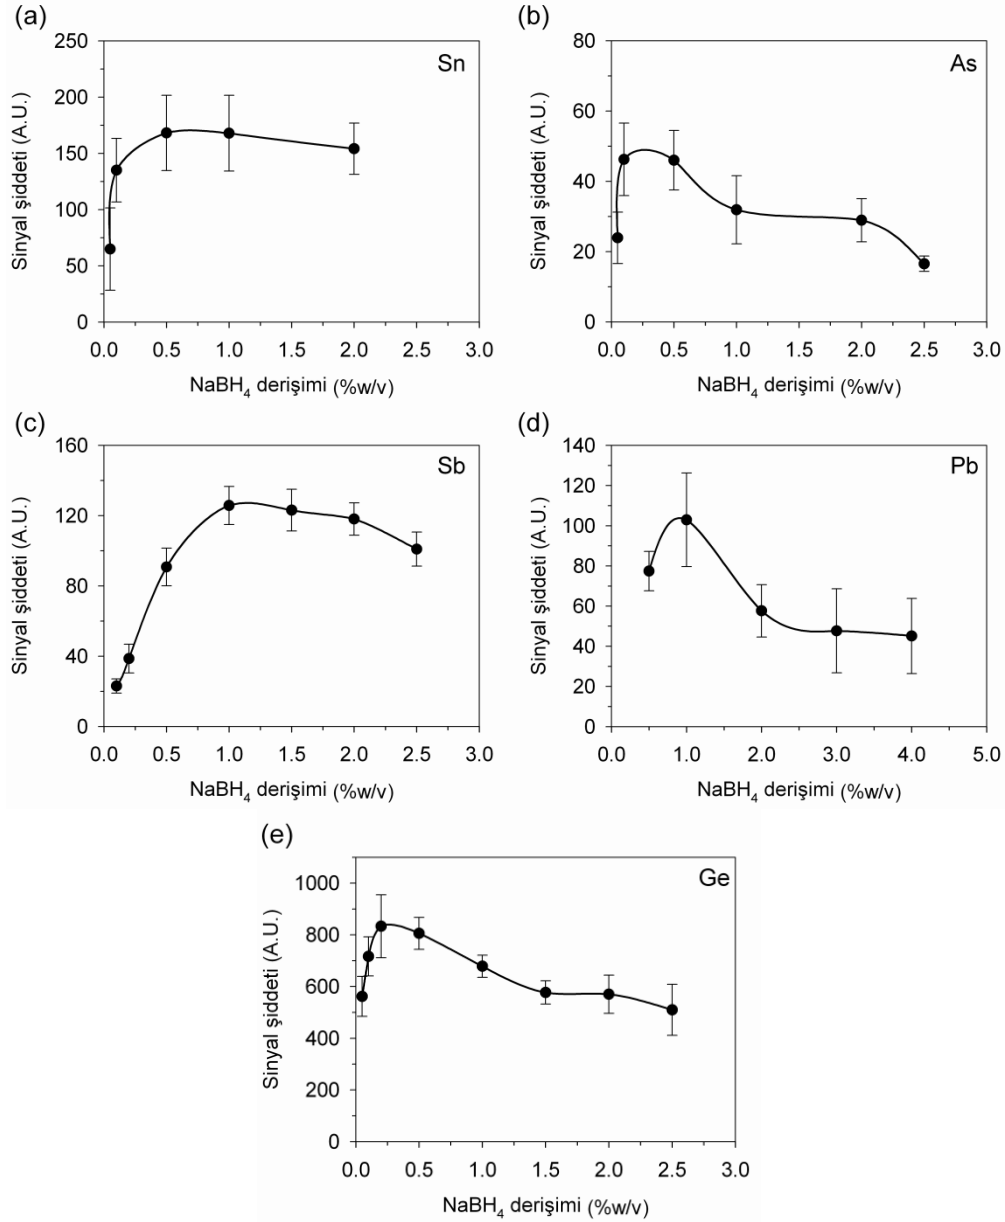 (a)
Sn
Sinyal şiddeti (A.U.)
250
200
150
100
50
0
0.0 0.5 1.0 1.5 2.0 2.5 3.0
NaBH4 derişimi (%w/v)
(b)
As
Sinyal şiddeti (A.U.)
80
60
40
20
0
0.0 0.5 1.0 1.5 2.0 2.5 3.0
NaBH4 derişimi (%w/v)
(c)
Sb
Sinyal şiddeti (A.U.)
160
120
80
40
0
0.0 0.5 1.0 1.5 2.0 2.5 3.0
NaBH4 derişimi (%w/v)
(d)
Pb
Sinyal şiddeti (A.U.)
140
120
100
80
60
40
20
0
0.0 1.0 2.0 3.0 4.0 5.0
NaBH4 derişimi (%w/v)
(e)
Ge
Sinyal şiddeti (A.U.)
1000
800
600
400
200
0
0.0 0.5 1.0 1.5 2.0 2.5 3.0
NaBH4 derişimi (%w/v)